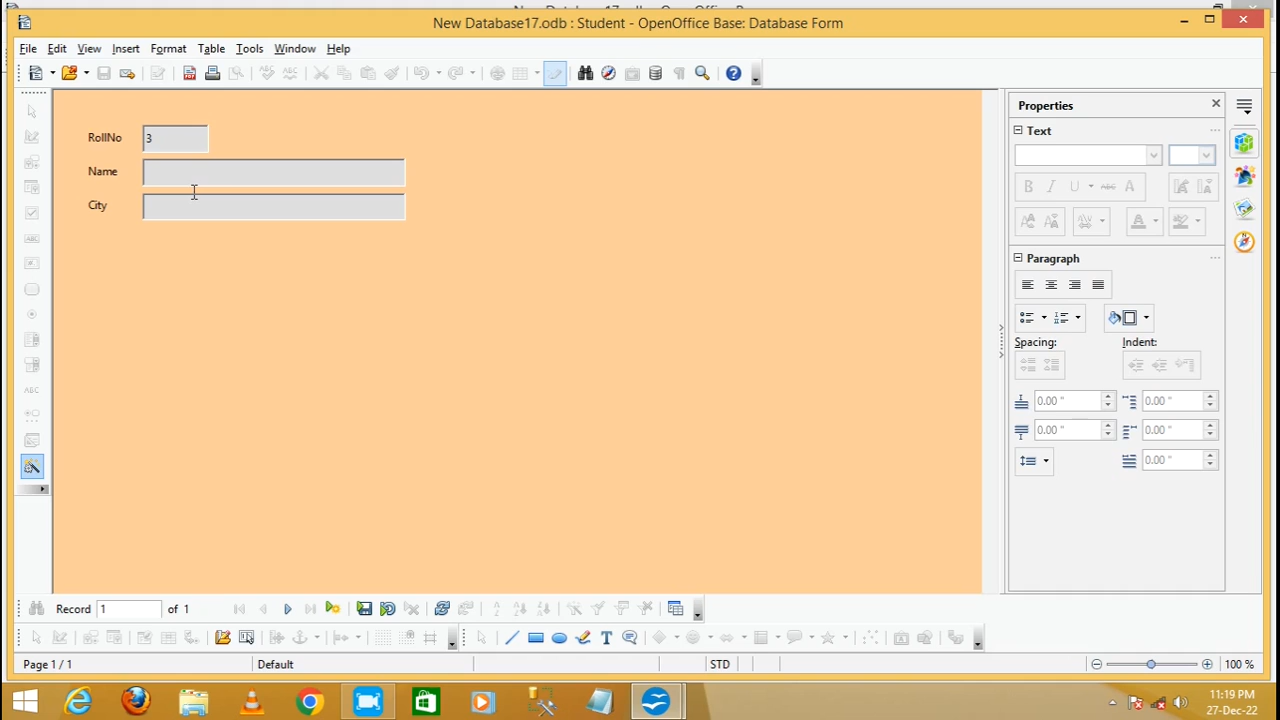 New Database17.odb : Student - OpenOffice Base: Database Form
File Edit View Insert Format Table Tools Window Help
RollNo 3
Name
City
Properties
Text
Paragraph
Spacing: Indent:
0.00 " 0.00 "
0.00 " 0.00 "
0.00 "
Record 1 of 1
Page 1 / 1 Default STD 100 %
11:19 PM
27-Dec-22